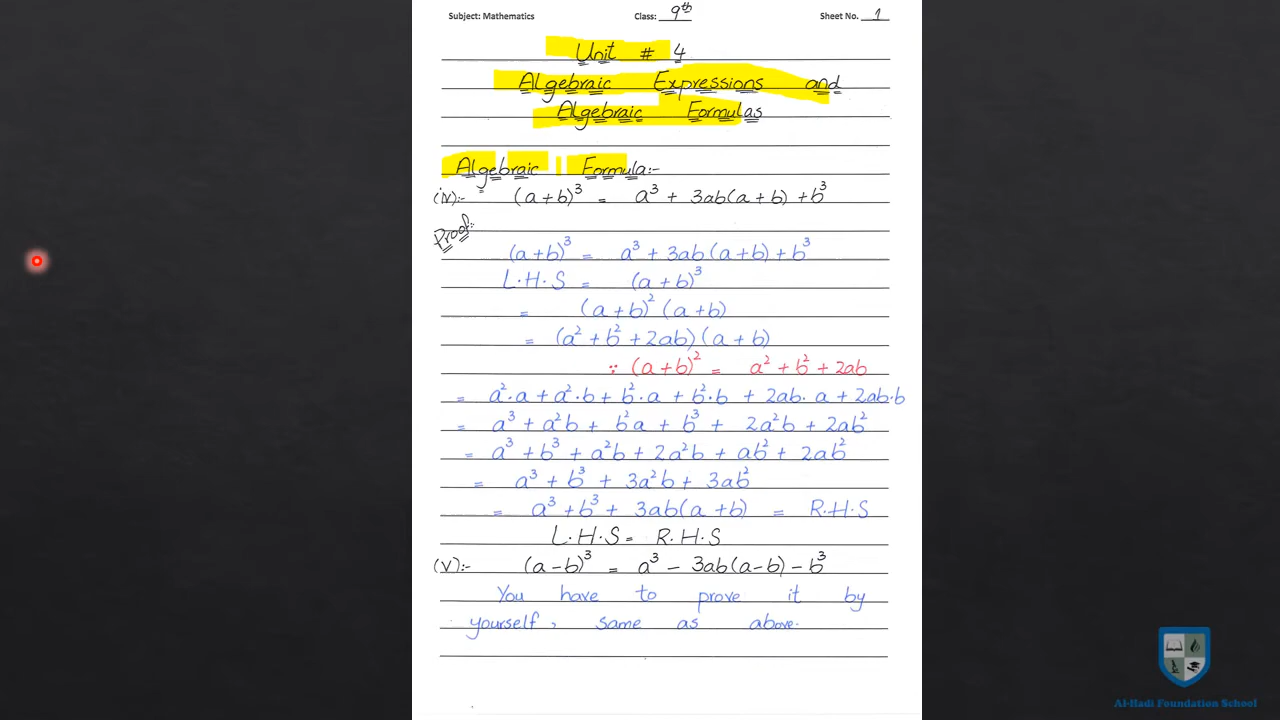 Subject: Mathematics Class: 9th Sheet No. 1
Unit # 4
Algebraic Expressions and
Algebraic Formulas
Algebraic Formula:-
(iv):- (a+b)³ = a³ + 3ab(a+b) + b³
Proof:
(a+b)³ = a³ + 3ab(a+b) + b³
L.H.S = (a+b)³
= (a+b)² (a+b)
= (a² + b² + 2ab)(a+b)
∵ (a+b)² = a² + b² + 2ab
= a²·a + a²·b + b²·a + b²·b + 2ab·a + 2ab·b
= a³ + a²b + b²a + b³ + 2a²b + 2ab²
= a³ + b³ + a²b + 2a²b + ab² + 2ab²
= a³ + b³ + 3a²b + 3ab²
= a³ + b³ + 3ab(a+b) = R.H.S
L.H.S = R.H.S
(v):- (a-b)³ = a³ - 3ab(a-b) - b³
You have to prove it by
yourself, same as above.
Al-Hadi Foundation School